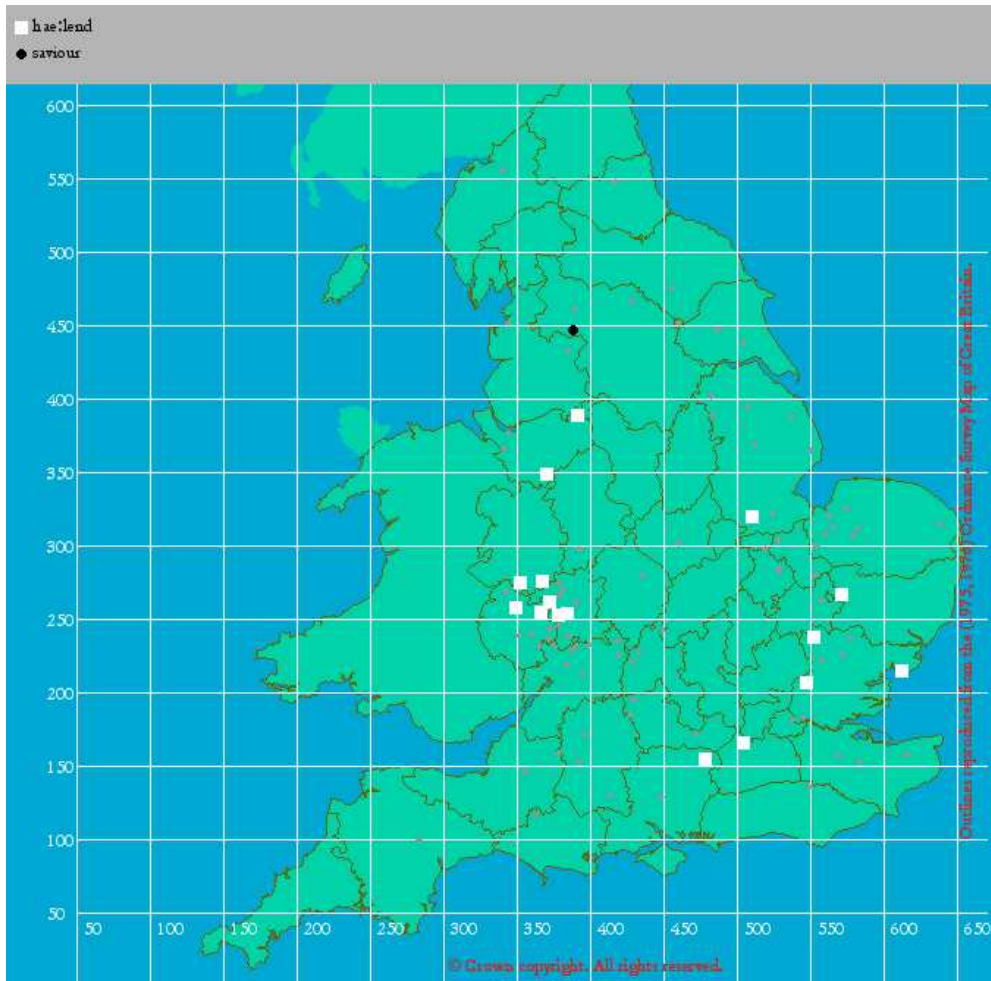 hae:lend
saviour
600
550
500
450
400
350
300
250
200
150
100
50
50 100 150 200 250 300 350 400 450 500 550 600 650
© Crown copyright. All rights reserved.
Outlines reproduced from the (1975, 1976) Ordnance Survey Map of Great Britain.